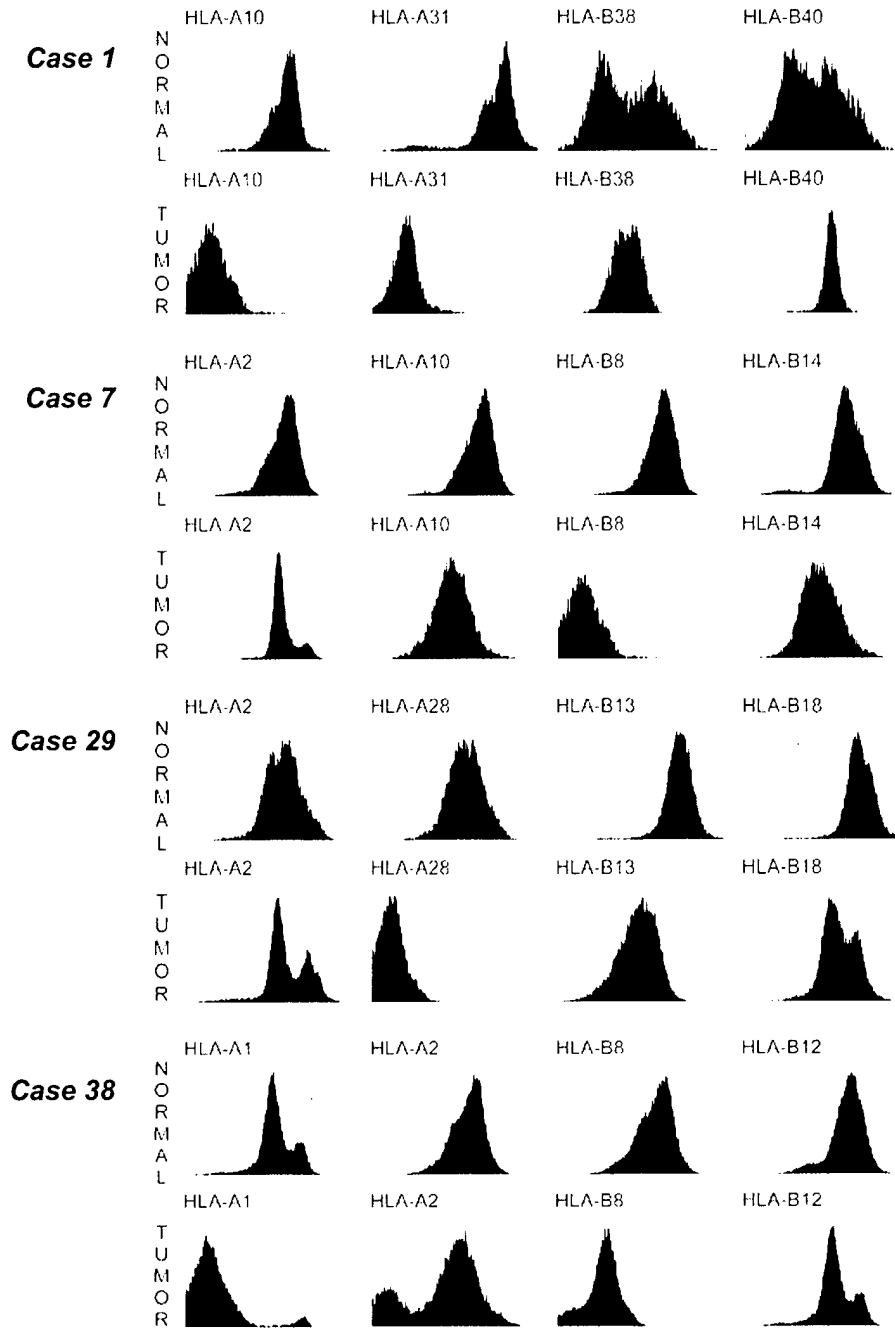 Case 1
NORMAL
HLA-A10 HLA-A31 HLA-B38 HLA-B40
TUMOR
HLA-A10 HLA-A31 HLA-B38 HLA-B40
Case 7
NORMAL
HLA-A2 HLA-A10 HLA-B8 HLA-B14
TUMOR
HLA-A2 HLA-A10 HLA-B8 HLA-B14
Case 29
NORMAL
HLA-A2 HLA-A28 HLA-B13 HLA-B18
TUMOR
HLA-A2 HLA-A28 HLA-B13 HLA-B18
Case 38
NORMAL
HLA-A1 HLA-A2 HLA-B8 HLA-B12
TUMOR
HLA-A1 HLA-A2 HLA-B8 HLA-B12